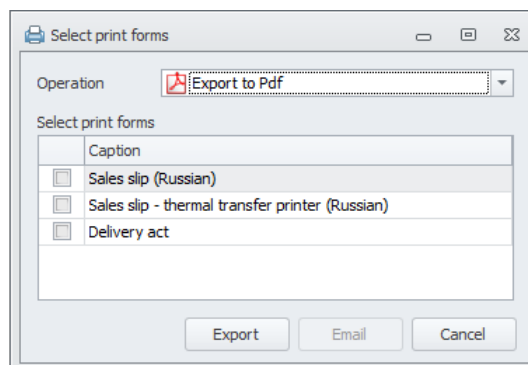 Select print forms
Operation Export to Pdf
Select print forms
Caption
Sales slip (Russian)
Sales slip - thermal transfer printer (Russian)
Delivery act
Export Email Cancel